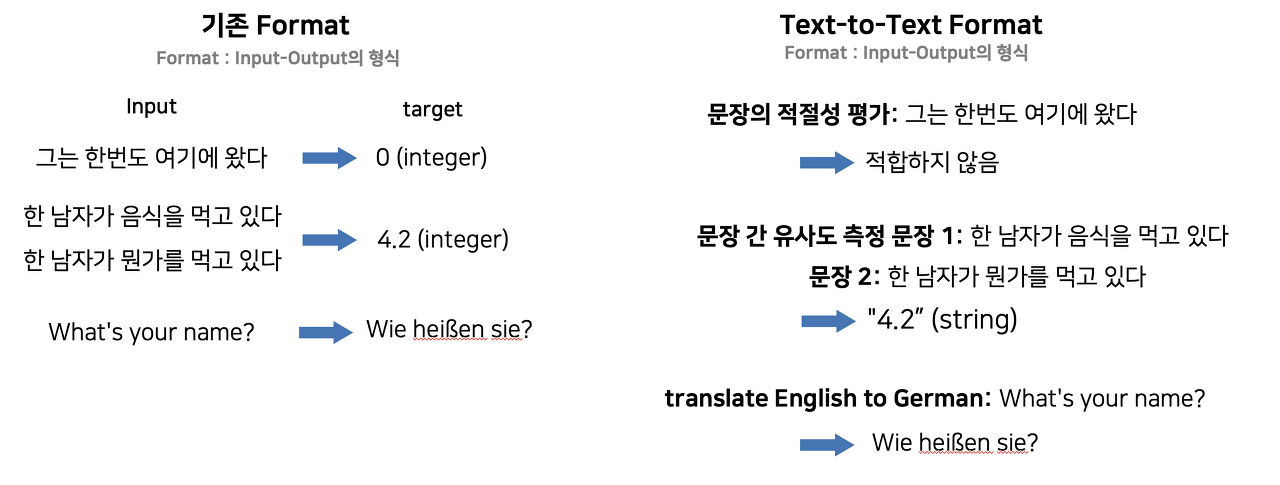 기존 Format
Format : Input-Output의 형식
Input
target
그는 한번도 여기에 왔다
0 (integer)
한 남자가 음식을 먹고 있다
한 남자가 뭔가를 먹고 있다
4.2 (integer)
What's your name?
Wie heißen sie?
Text-to-Text Format
Format : Input-Output의 형식
문장의 적절성 평가: 그는 한번도 여기에 왔다
적합하지 않음
문장 간 유사도 측정 문장 1: 한 남자가 음식을 먹고 있다
문장 2: 한 남자가 뭔가를 먹고 있다
"4.2” (string)
translate English to German: What's your name?
Wie heißen sie?